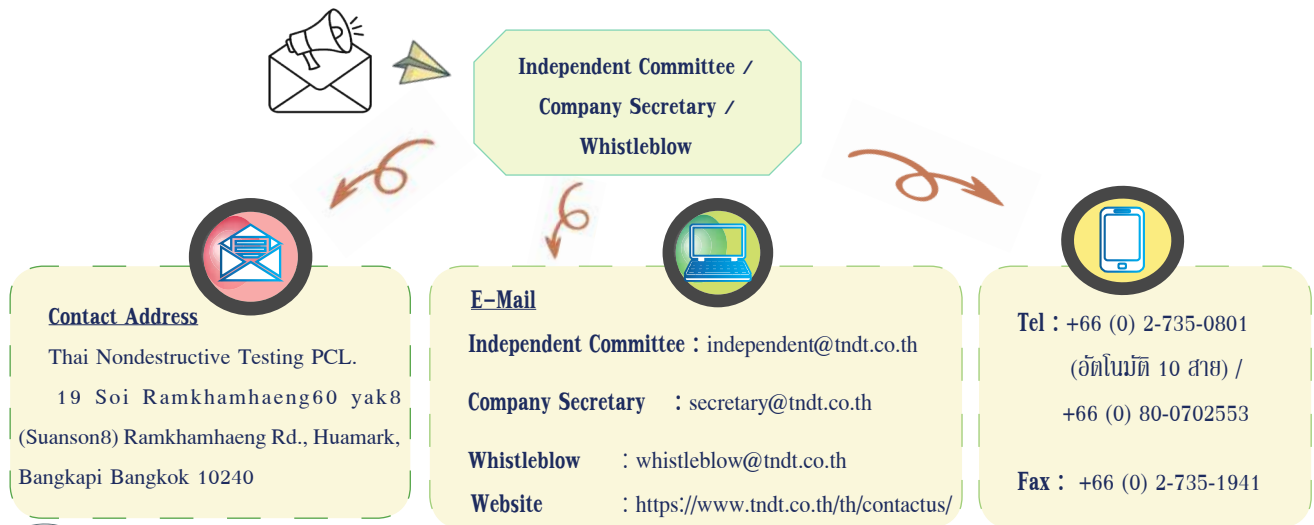 Independent Committee /
Company Secretary /
Whistleblow
Contact Address
Thai Nondestructive Testing PCL.
19 Soi Ramkhamhaeng60 yak8
(Suanson8) Ramkhamhaeng Rd., Huamark,
Bangkapi Bangkok 10240
E-Mail
Independent Committee : independent@tndt.co.th
Company Secretary : secretary@tndt.co.th
Whistleblow : whistleblow@tndt.co.th
Website : https://www.tndt.co.th/th/contactus/
Tel : +66 (0) 2-735-0801
(อัตโนมัติ 10 สาย) /
+66 (0) 80-0702553
Fax : +66 (0) 2-735-1941